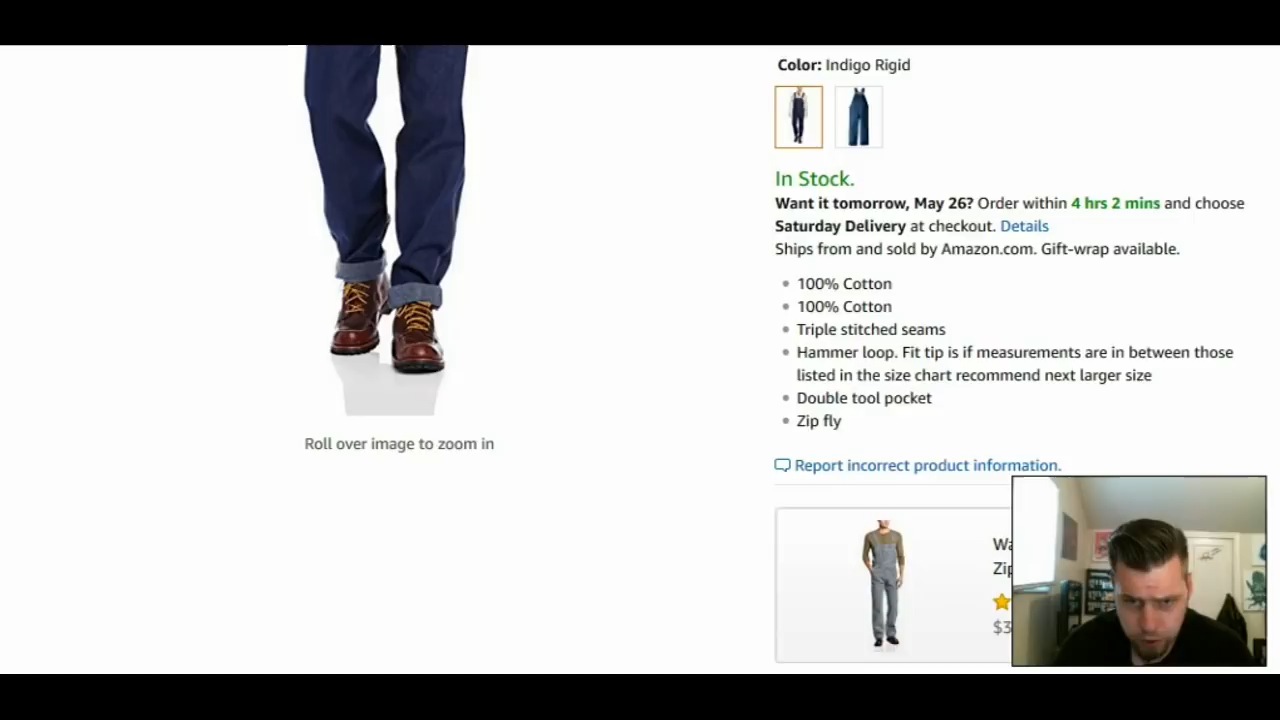 Color: Indigo Rigid
In Stock.
Want it tomorrow, May 26? Order within 4 hrs 2 mins and choose
Saturday Delivery at checkout. Details
Ships from and sold by Amazon.com. Gift-wrap available.
100% Cotton
100% Cotton
Triple stitched seams
Hammer loop. Fit tip is if measurements are in between those
listed in the size chart recommend next larger size
Double tool pocket
Zip fly
Roll over image to zoom in
Report incorrect product information.